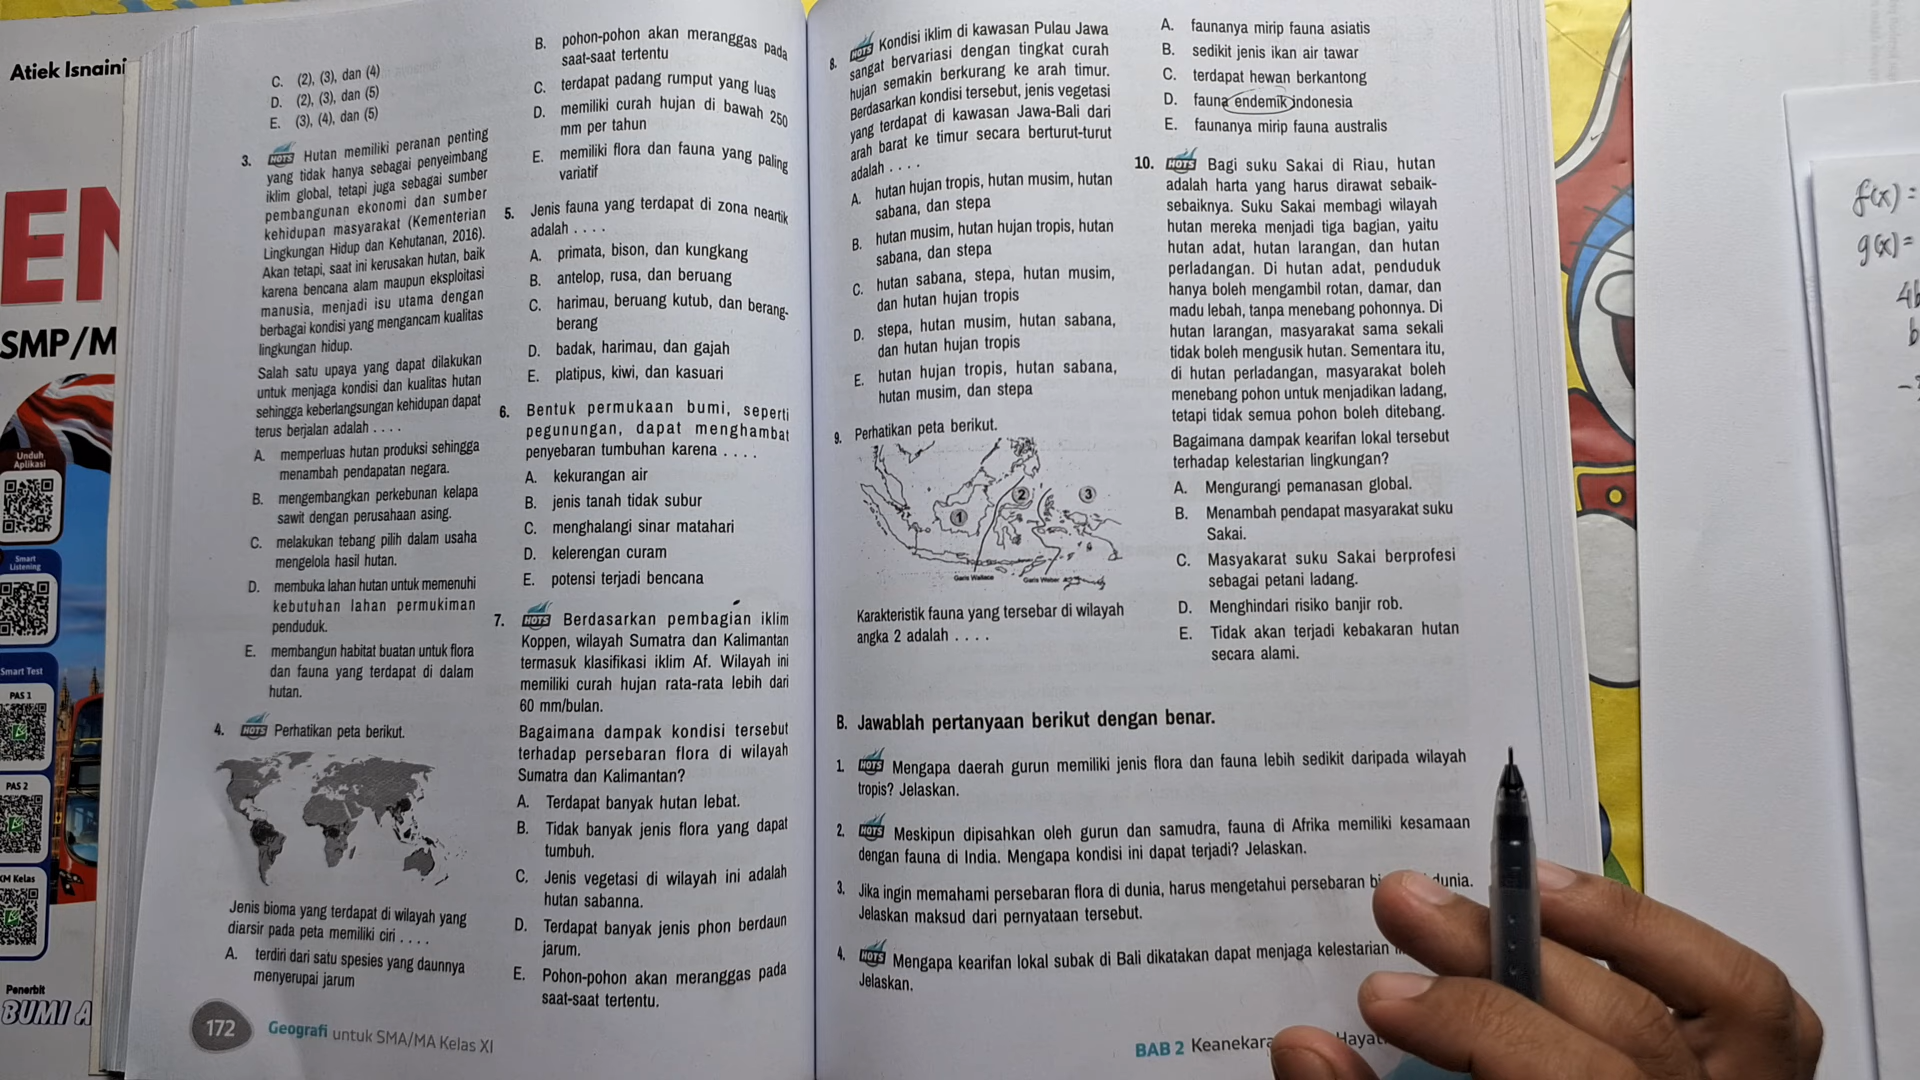 Atiek Isnaini
EN
SMP/M
Unduh
Aplikasi
Smart
Listening
Smart Test
PAS 1
PAS 2
KM Kelas
Penerbit
BUMI A
C. (2), (3), dan (4)
D. (2), (3), dan (5)
E. (3), (4), dan (5)
3. HOTS Hutan memiliki peranan penting
yang tidak hanya sebagai penyeimbang
iklim global, tetapi juga sebagai sumber
pembangunan ekonomi dan sumber
kehidupan masyarakat (Kementerian
Lingkungan Hidup dan Kehutanan, 2016).
Akan tetapi, saat ini kerusakan hutan, baik
karena bencana alam maupun eksploitasi
manusia, menjadi isu utama dengan
berbagai kondisi yang mengancam kualitas
lingkungan hidup.
Salah satu upaya yang dapat dilakukan
untuk menjaga kondisi dan kualitas hutan
sehingga keberlangsungan kehidupan dapat
terus berjalan adalah . . . .
A. memperluas hutan produksi sehingga
menambah pendapatan negara.
B. mengembangkan perkebunan kelapa
sawit dengan perusahaan asing.
C. melakukan tebang pilih dalam usaha
mengelola hasil hutan.
D. membuka lahan hutan untuk memenuhi
kebutuhan lahan permukiman
penduduk.
E. membangun habitat buatan untuk flora
dan fauna yang terdapat di dalam
hutan.
4. HOTS Perhatikan peta berikut.
Jenis bioma yang terdapat di wilayah yang
diarsir pada peta memiliki ciri . . . .
A. terdiri dari satu spesies yang daunnya
menyerupai jarum
172 Geografi untuk SMA/MA Kelas XI
B. pohon-pohon akan meranggas pada
saat-saat tertentu
C. terdapat padang rumput yang luas
D. memiliki curah hujan di bawah 250
mm per tahun
E. memiliki flora dan fauna yang paling
variatif
5. Jenis fauna yang terdapat di zona neartik
adalah . . . .
A. primata, bison, dan kungkang
B. antelop, rusa, dan beruang
C. harimau, beruang kutub, dan berang-
berang
D. badak, harimau, dan gajah
E. platipus, kiwi, dan kasuari
6. Bentuk permukaan bumi, seperti
pegunungan, dapat menghambat
penyebaran tumbuhan karena . . . .
A. kekurangan air
B. jenis tanah tidak subur
C. menghalangi sinar matahari
D. kelerengan curam
E. potensi terjadi bencana
7. HOTS Berdasarkan pembagian iklim
Koppen, wilayah Sumatra dan Kalimantan
termasuk klasifikasi iklim Af. Wilayah ini
memiliki curah hujan rata-rata lebih dari
60 mm/bulan.
Bagaimana dampak kondisi tersebut
terhadap persebaran flora di wilayah
Sumatra dan Kalimantan?
A. Terdapat banyak hutan lebat.
B. Tidak banyak jenis flora yang dapat
tumbuh.
C. Jenis vegetasi di wilayah ini adalah
hutan sabanna.
D. Terdapat banyak jenis phon berdaun
jarum.
E. Pohon-pohon akan meranggas pada
saat-saat tertentu.
8. HOTS Kondisi iklim di kawasan Pulau Jawa
sangat bervariasi dengan tingkat curah
hujan semakin berkurang ke arah timur.
Berdasarkan kondisi tersebut, jenis vegetasi
yang terdapat di kawasan Jawa-Bali dari
arah barat ke timur secara berturut-turut
adalah . . . .
A. hutan hujan tropis, hutan musim, hutan
sabana, dan stepa
B. hutan musim, hutan hujan tropis, hutan
sabana, dan stepa
C. hutan sabana, stepa, hutan musim,
dan hutan hujan tropis
D. stepa, hutan musim, hutan sabana,
dan hutan hujan tropis
E. hutan hujan tropis, hutan sabana,
hutan musim, dan stepa
9. Perhatikan peta berikut.
1
2
3
Garis Wallace
Garis Weber
Karakteristik fauna yang tersebar di wilayah
angka 2 adalah . . . .
A. faunanya mirip fauna asiatis
B. sedikit jenis ikan air tawar
C. terdapat hewan berkantong
D. fauna endemik indonesia
E. faunanya mirip fauna australis
10. HOTS Bagi suku Sakai di Riau, hutan
adalah harta yang harus dirawat sebaik-
sebaiknya. Suku Sakai membagi wilayah
hutan mereka menjadi tiga bagian, yaitu
hutan adat, hutan larangan, dan hutan
perladangan. Di hutan adat, penduduk
hanya boleh mengambil rotan, damar, dan
madu lebah, tanpa menebang pohonnya. Di
hutan larangan, masyarakat sama sekali
tidak boleh mengusik hutan. Sementara itu,
di hutan perladangan, masyarakat boleh
menebang pohon untuk menjadikan ladang,
tetapi tidak semua pohon boleh ditebang.
Bagaimana dampak kearifan lokal tersebut
terhadap kelestarian lingkungan?
A. Mengurangi pemanasan global.
B. Menambah pendapat masyarakat suku
Sakai.
C. Masyakarat suku Sakai berprofesi
sebagai petani ladang.
D. Menghindari risiko banjir rob.
E. Tidak akan terjadi kebakaran hutan
secara alami.
B. Jawablah pertanyaan berikut dengan benar.
1. HOTS Mengapa daerah gurun memiliki jenis flora dan fauna lebih sedikit daripada wilayah
tropis? Jelaskan.
2. HOTS Meskipun dipisahkan oleh gurun dan samudra, fauna di Afrika memiliki kesamaan
dengan fauna di India. Mengapa kondisi ini dapat terjadi? Jelaskan.
3. Jika ingin memahami persebaran flora di dunia, harus mengetahui persebaran bi dunia.
Jelaskan maksud dari pernyataan tersebut.
4. HOTS Mengapa kearifan lokal subak di Bali dikatakan dapat menjaga kelestarian
Jelaskan.
BAB 2 Keanekara Hayat
f(x) =
g(x) =
4b
b